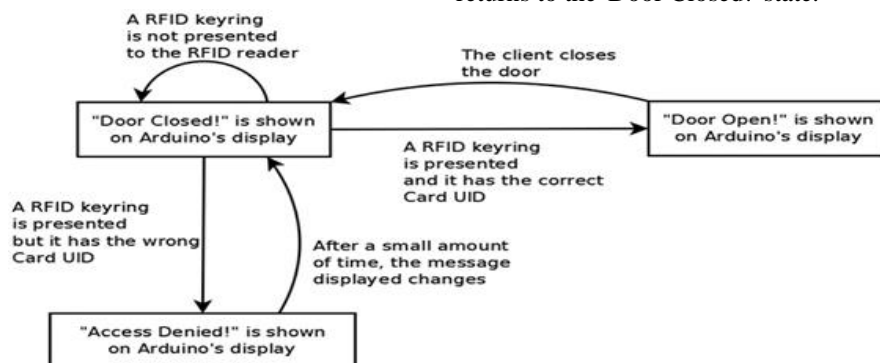 returns to the 'Door Closed!' state.
A RFID keyring
is not presented
to the RFID reader
The client closes
the door
"Door Closed!" is shown
on Arduino's display
"Door Open!" is shown
on Arduino's display
A RFID keyring
is presented
and it has the correct
Card UID
A RFID keyring
is presented
but it has the wrong
Card UID
After a small amount
of time, the message
displayed changes
"Access Denied!" is shown
on Arduino's display